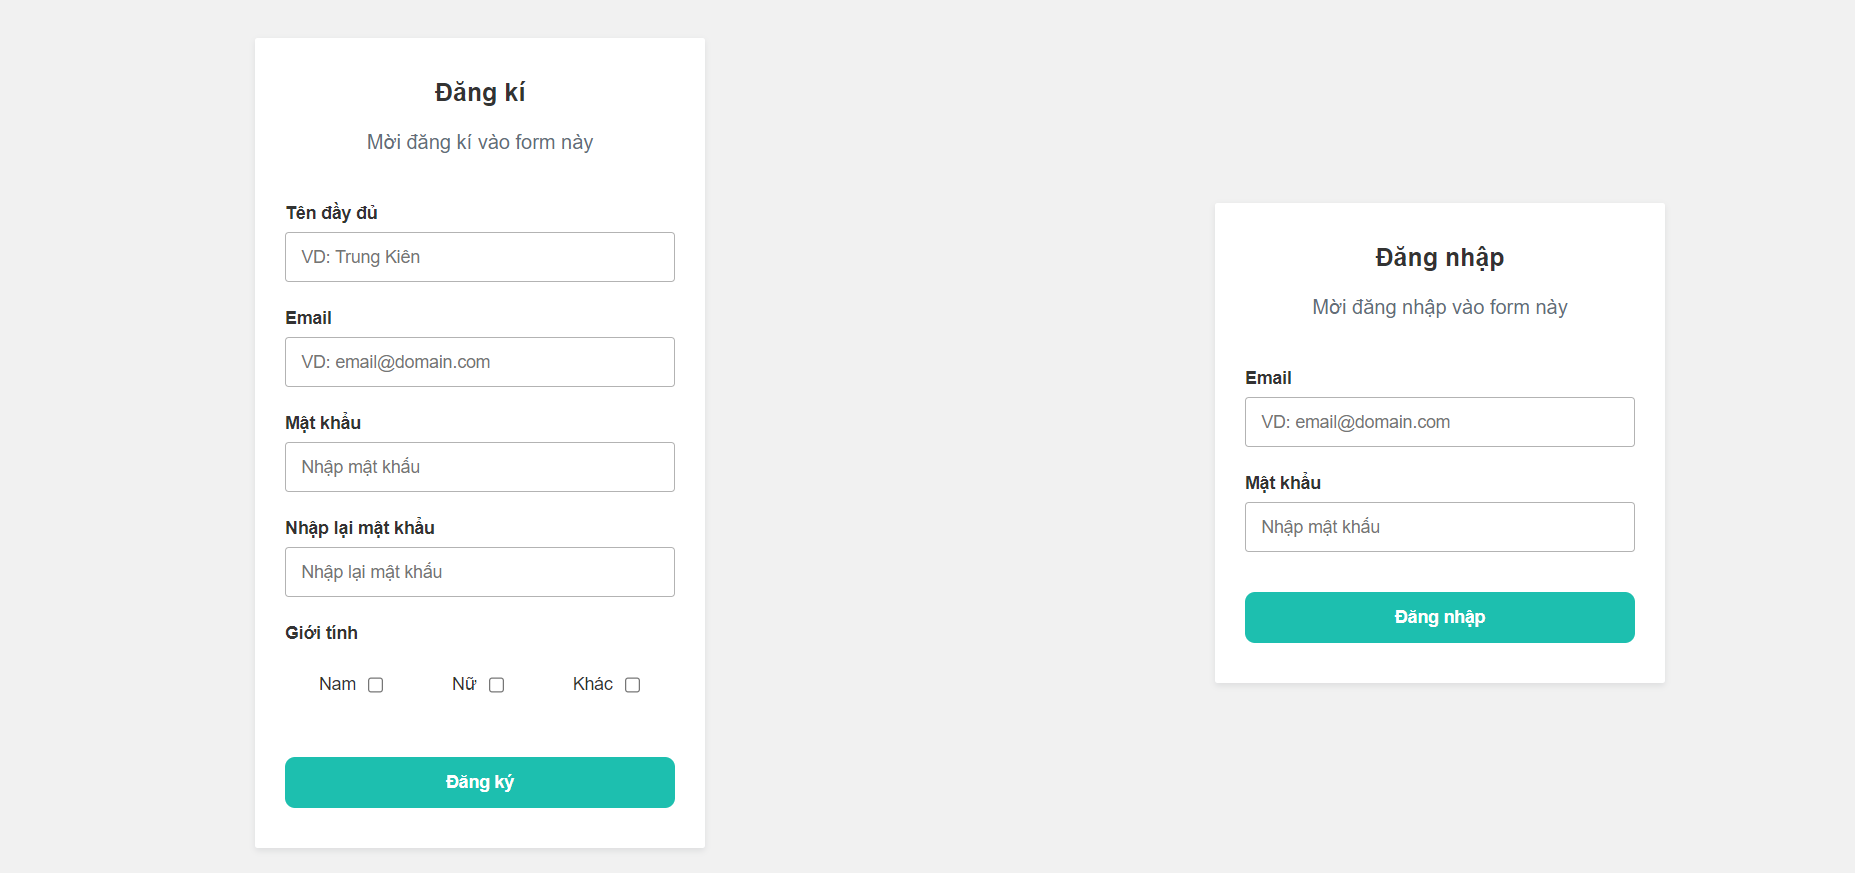 Đăng kí
Mời đăng kí vào form này
Tên đầy đủ
VD: Trung Kiên
Email
VD: email@domain.com
Mật khẩu
Nhập mật khẩu
Nhập lại mật khẩu
Nhập lại mật khẩu
Giới tính
Nam Nữ Khác
Đăng ký
Đăng nhập
Mời đăng nhập vào form này
Email
VD: email@domain.com
Mật khẩu
Nhập mật khẩu
Đăng nhập